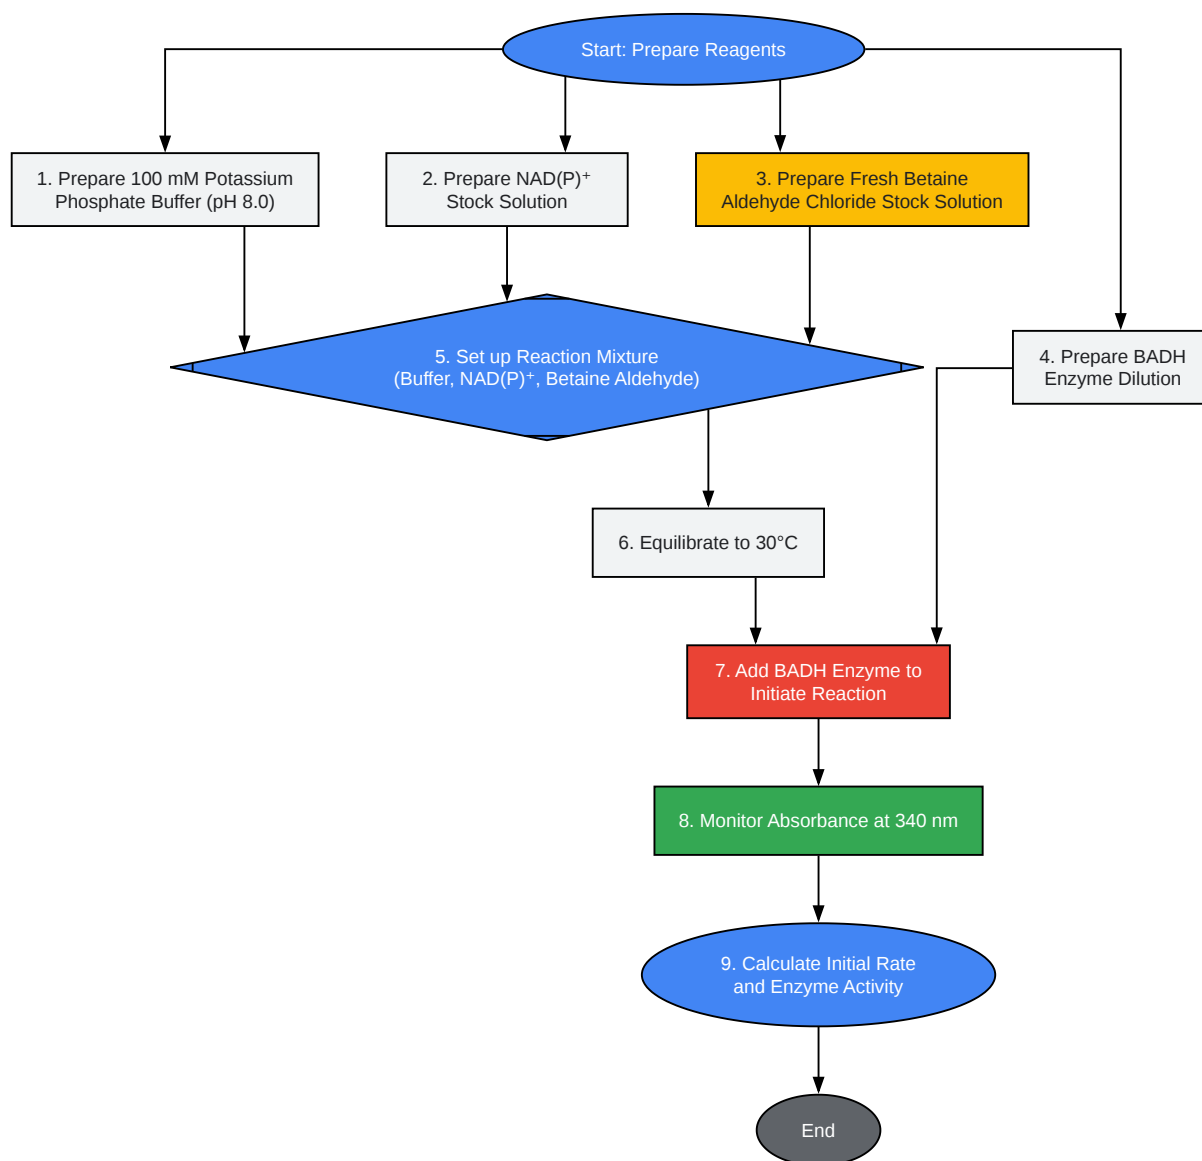 Start: Prepare Reagents
1. Prepare 100 mM Potassium
Phosphate Buffer (pH 8.0)
2. Prepare NAD(P)⁺
Stock Solution
3. Prepare Fresh Betaine
Aldehyde Chloride Stock Solution
4. Prepare BADH
Enzyme Dilution
5. Set up Reaction Mixture
(Buffer, NAD(P)⁺, Betaine Aldehyde)
6. Equilibrate to 30°C
7. Add BADH Enzyme to
Initiate Reaction
8. Monitor Absorbance at 340 nm
9. Calculate Initial Rate
and Enzyme Activity
End